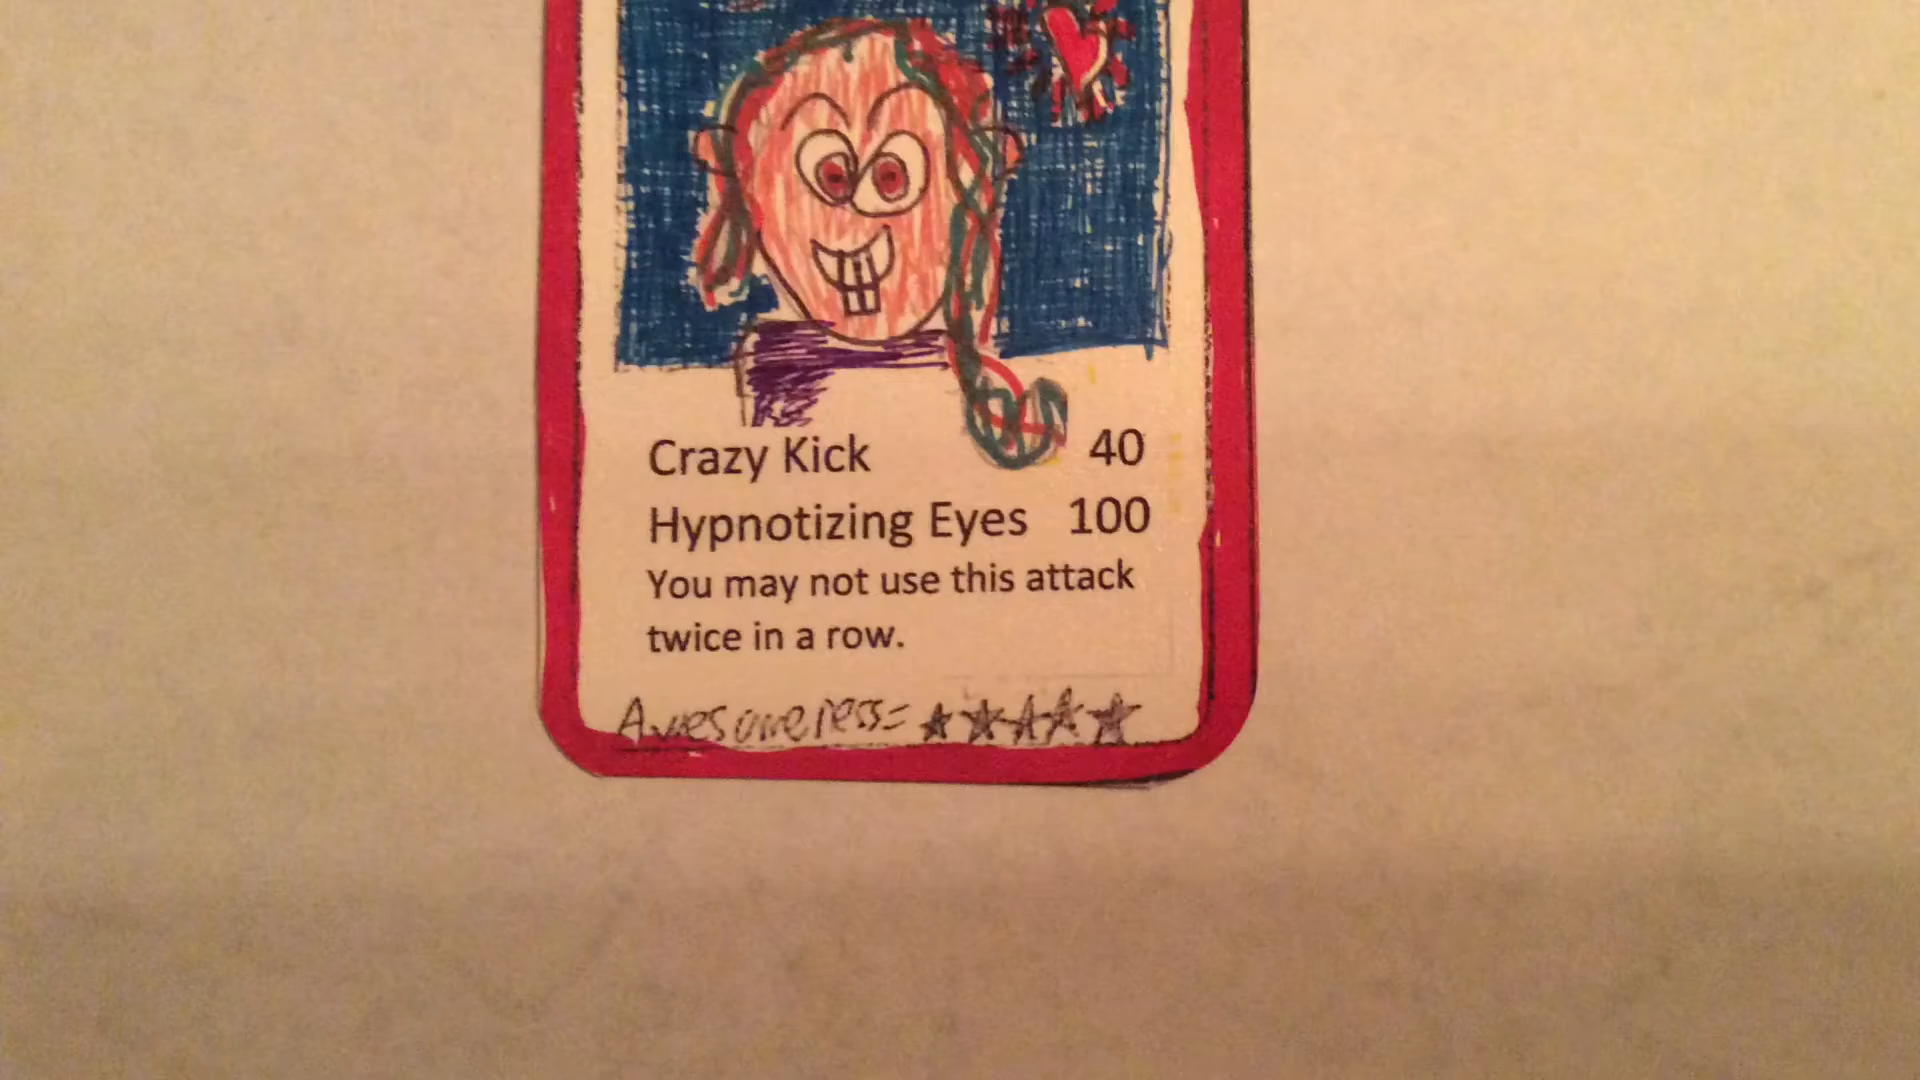 Crazy Kick 40
Hypnotizing Eyes 100
You may not use this attack
twice in a row.
Awesomeness= ★★★★★